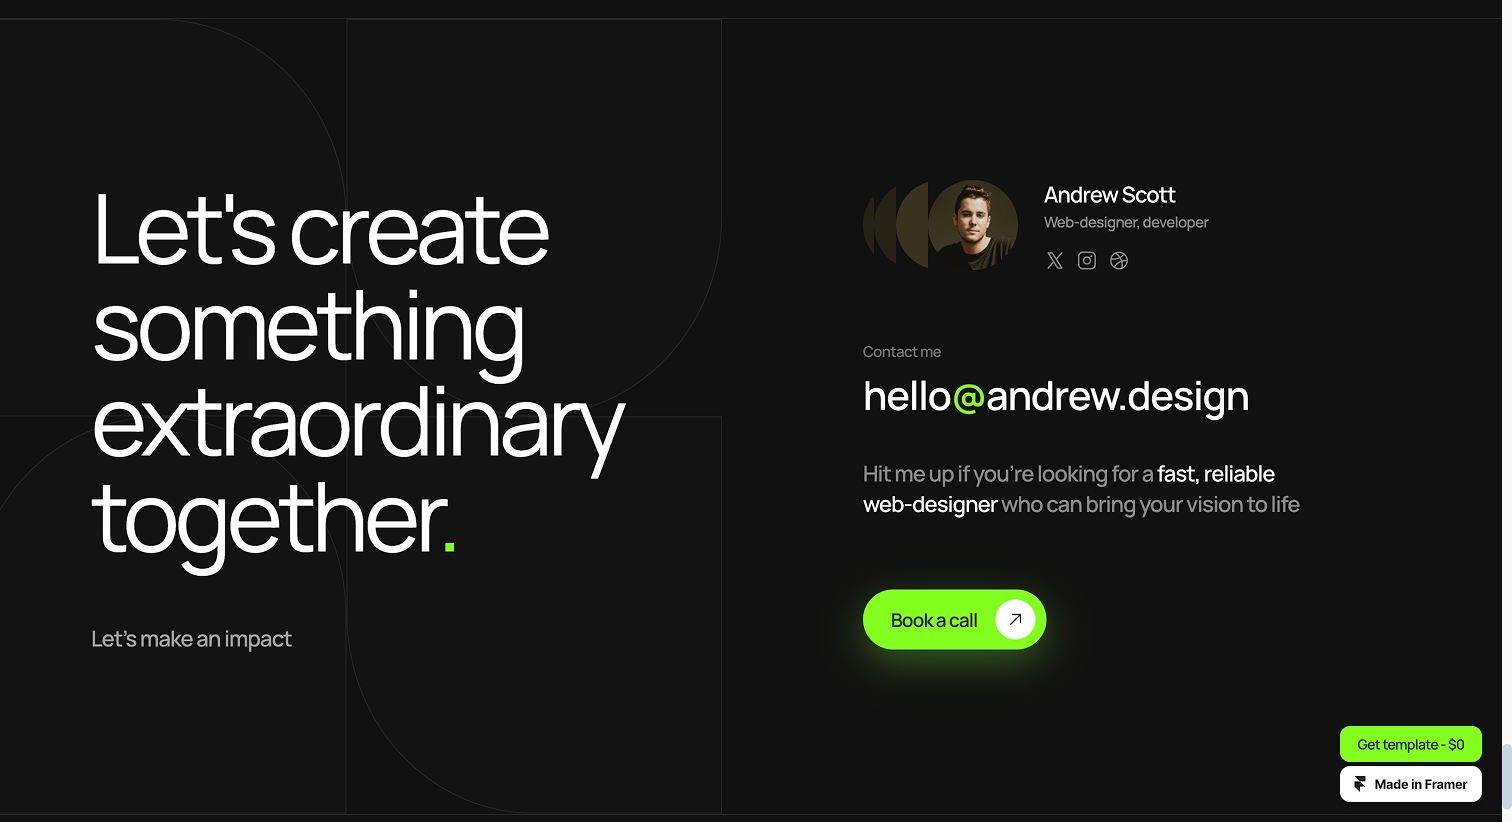 Let's create
something
extraordinary
together.
Let's make an impact
Andrew Scott
Web-designer, developer
Contact me
hello@andrew.design
Hit me up if you’re looking for a fast, reliable
web-designer who can bring your vision to life
Book a call
Get template - $0
Made in Framer